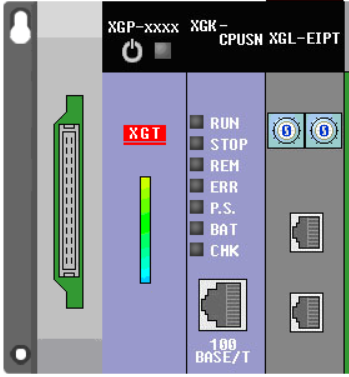 XGP-xxxx
XGK-
CPUSN
XGL-EIPT
XGT
RUN
STOP
REM
ERR
P.S.
BAT
CHK
0
0
100
BASE/T